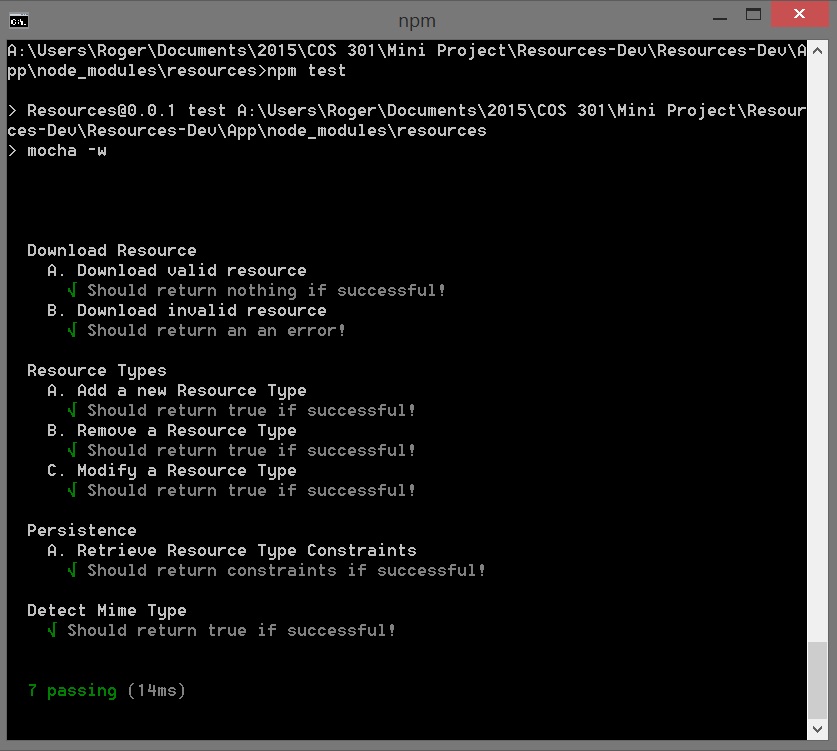 npm
A:\Users\Roger\Documents\2015\COS 301\Mini Project\Resources-Dev\Resources-Dev\A
pp\node_modules\resources>npm test
> Resources@0.0.1 test A:\Users\Roger\Documents\2015\COS 301\Mini Project\Resour
ces-Dev\Resources-Dev\App\node_modules\resources
> mocha -w
Download Resource
A. Download valid resource
√ Should return nothing if successful!
B. Download invalid resource
√ Should return an an error!
Resource Types
A. Add a new Resource Type
√ Should return true if successful!
B. Remove a Resource Type
√ Should return true if successful!
C. Modify a Resource Type
√ Should return true if successful!
Persistence
A. Retrieve Resource Type Constraints
√ Should return constraints if successful!
Detect Mime Type
√ Should return true if successful!
7 passing (14ms)